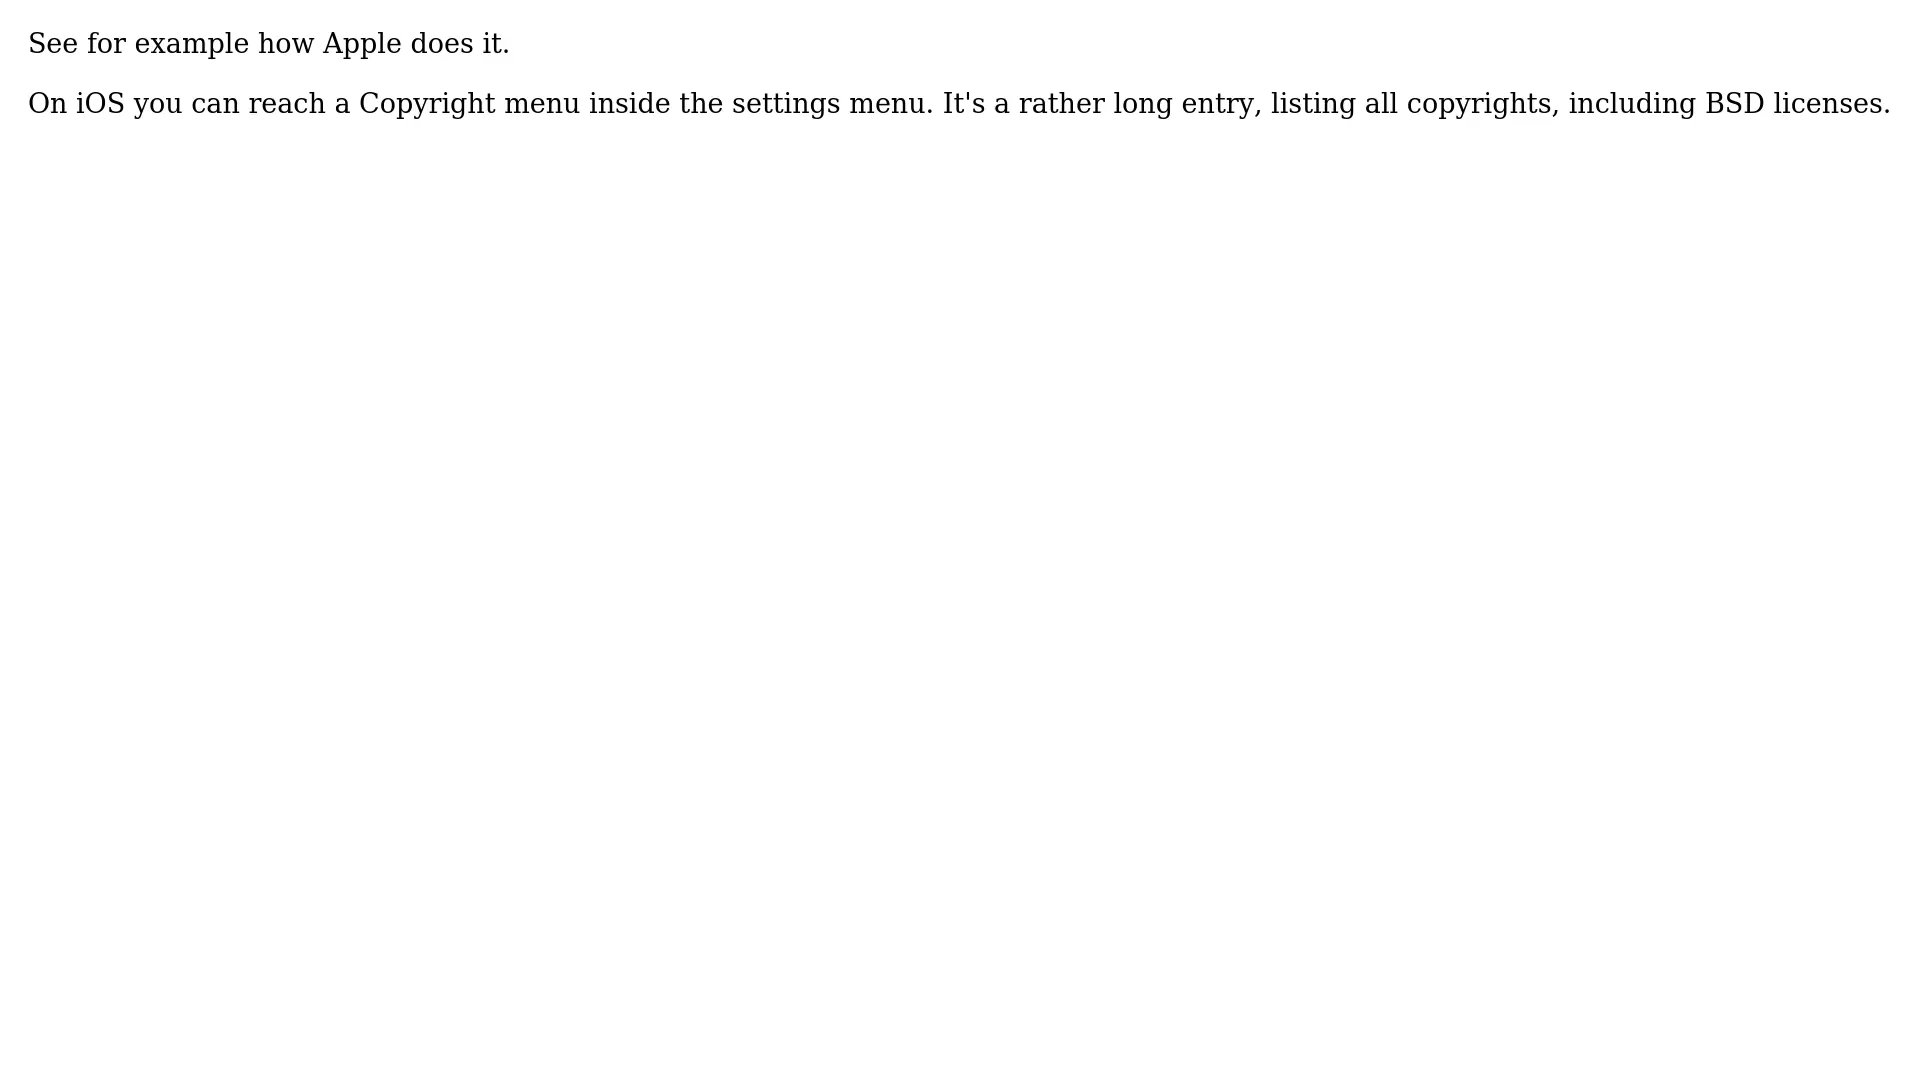 See for example how Apple does it.
On iOS you can reach a Copyright menu inside the settings menu. It's a rather long entry, listing all copyrights, including BSD licenses.